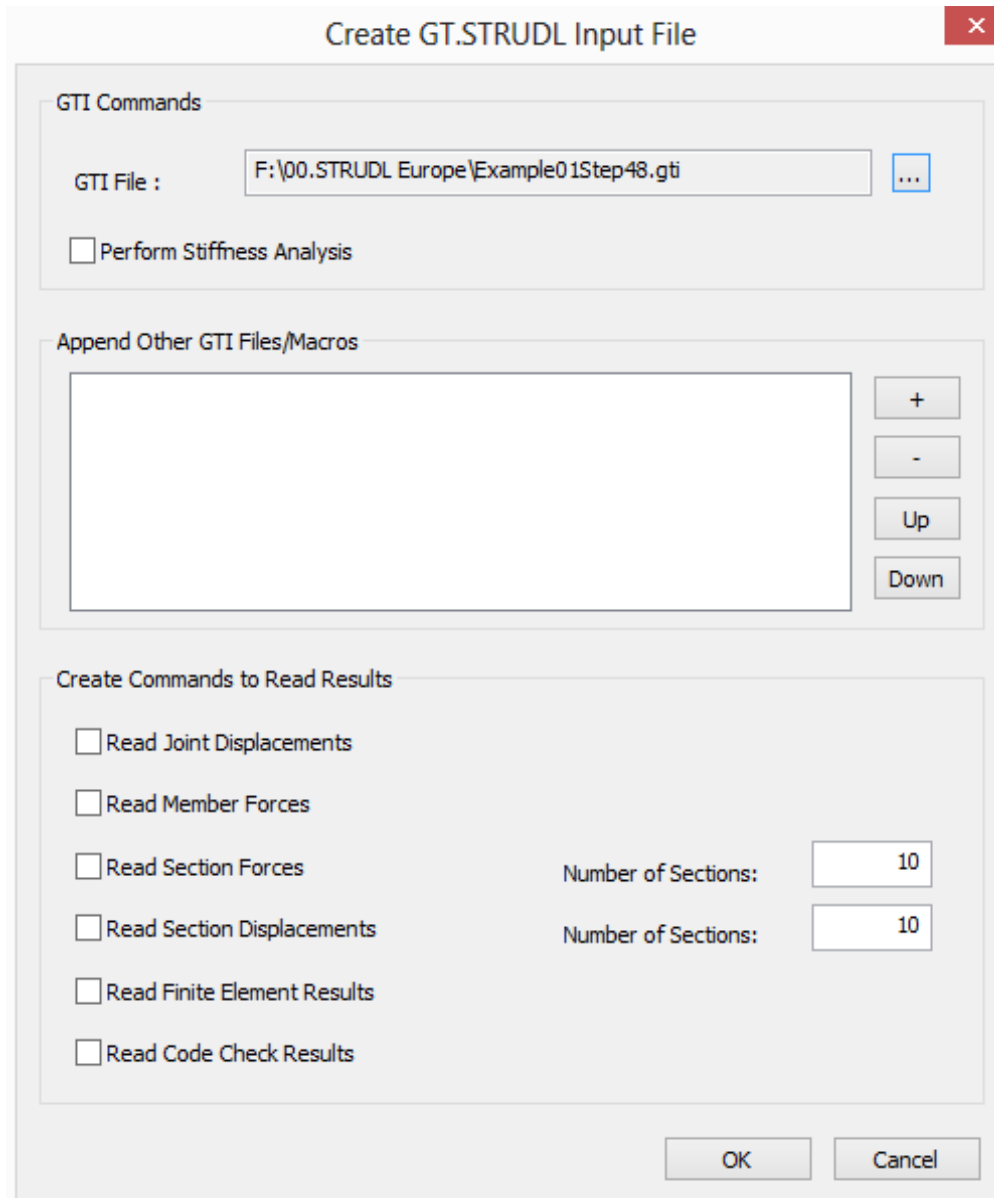 Create GT.STRUDL Input File
GTI Commands
GTI File :
F:\00.STRUDL Europe\Example01Step48.gti
...
Perform Stiffness Analysis
Append Other GTI Files/Macros
+
-
Up
Down
Create Commands to Read Results
Read Joint Displacements
Read Member Forces
Read Section Forces
Number of Sections:
10
Read Section Displacements
Number of Sections:
10
Read Finite Element Results
Read Code Check Results
OK
Cancel